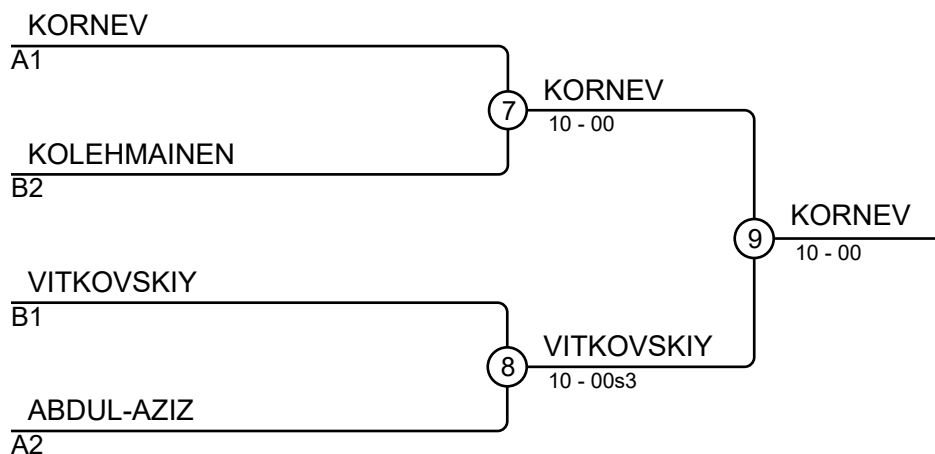 KORNEV
A1
7
KORNEV
10 - 00
KOLEHMAINEN
B2
9
KORNEV
10 - 00
VITKOVSKIY
B1
8
VITKOVSKIY
10 - 00s3
ABDUL-AZIZ
A2